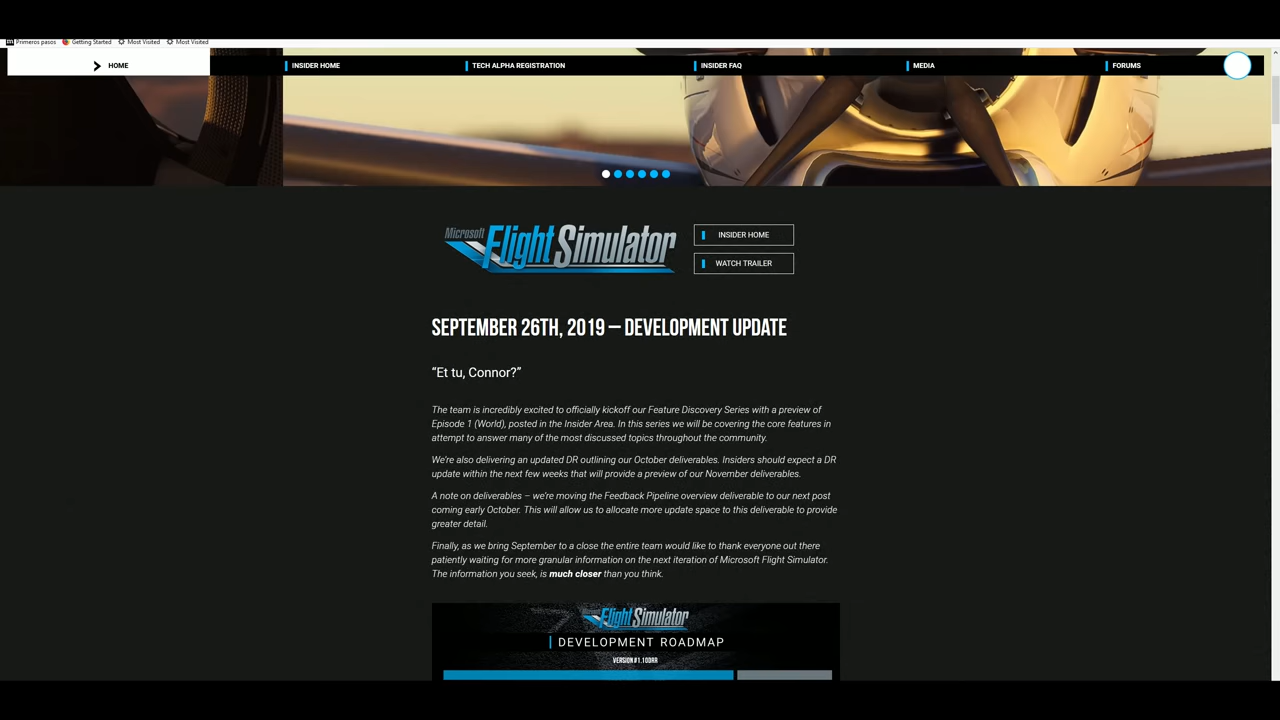 Primeros pasos Getting Started Most Visited Most Visited
HOME INSIDER HOME TECH ALPHA REGISTRATION INSIDER FAQ MEDIA FORUMS
Microsoft Flight Simulator
INSIDER HOME
WATCH TRAILER
SEPTEMBER 26TH, 2019 – DEVELOPMENT UPDATE
“Et tu, Connor?”
The team is incredibly excited to officially kickoff our Feature Discovery Series with a preview of
Episode 1 (World), posted in the Insider Area. In this series we will be covering the core features in
attempt to answer many of the most discussed topics throughout the community.
We're also delivering an updated DR outlining our October deliverables. Insiders should expect a DR
update within the next few weeks that will provide a preview of our November deliverables.
A note on deliverables – we're moving the Feedback Pipeline overview deliverable to our next post
coming early October. This will allow us to allocate more update space to this deliverable to provide
greater detail.
Finally, as we bring September to a close the entire team would like to thank everyone out there
patiently waiting for more granular information on the next iteration of Microsoft Flight Simulator.
The information you seek, is much closer than you think.
Flight Simulator
DEVELOPMENT ROADMAP